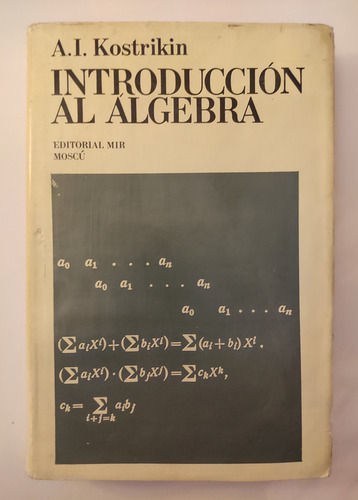 A.I. Kostrikin
INTRODUCCIÓN
AL ÁLGEBRA
EDITORIAL MIR
MOSCÚ
a₀ a₁ . . . aₙ
a₀ a₁ . . . aₙ
a₀ a₁ . . . aₙ
(∑ aᵢXⁱ)+(∑ bᵢXⁱ)=∑(aᵢ+bᵢ)Xⁱ.
(∑ aᵢXⁱ)·(∑ bⱼXʲ)=∑cₖXᵏ,
cₖ= ∑ aᵢbⱼ
i+j=k